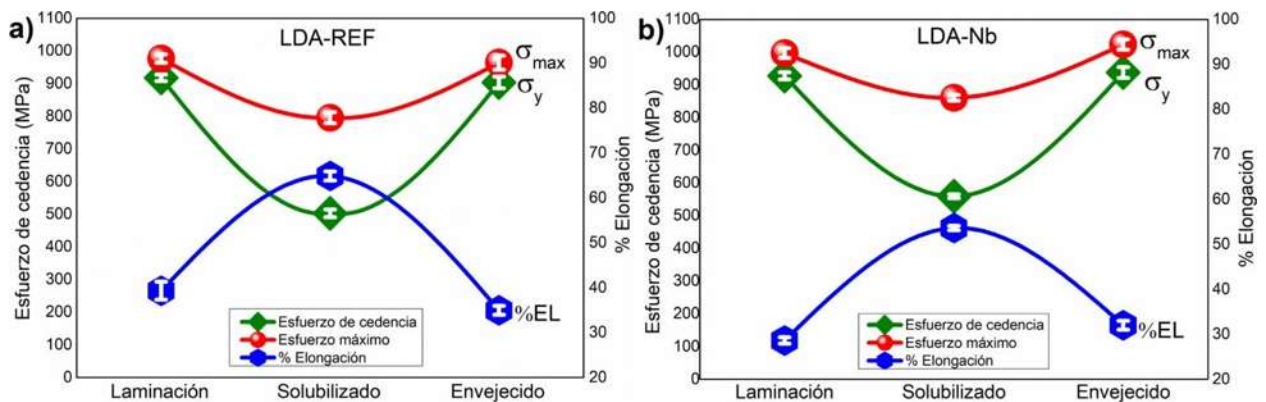 a)
LDA-REF
Esfuerzo de cedencia (MPa)
1100
1000
900
800
700
600
500
400
300
200
100
0
σmax
σy
%EL
Esfuerzo de cedencia
Esfuerzo máximo
% Elongación
Laminación Solubilizado Envejecido
100
90
80
70
60
50
40
30
20
% Elongación
b)
LDA-Nb
Esfuerzo de cedencia (MPa)
1100
1000
900
800
700
600
500
400
300
200
100
0
σmax
σy
%EL
Esfuerzo de cedencia
Esfuerzo máximo
% Elongación
Laminación Solubilizado Envejecido
100
90
80
70
60
50
40
30
20
% Elongación